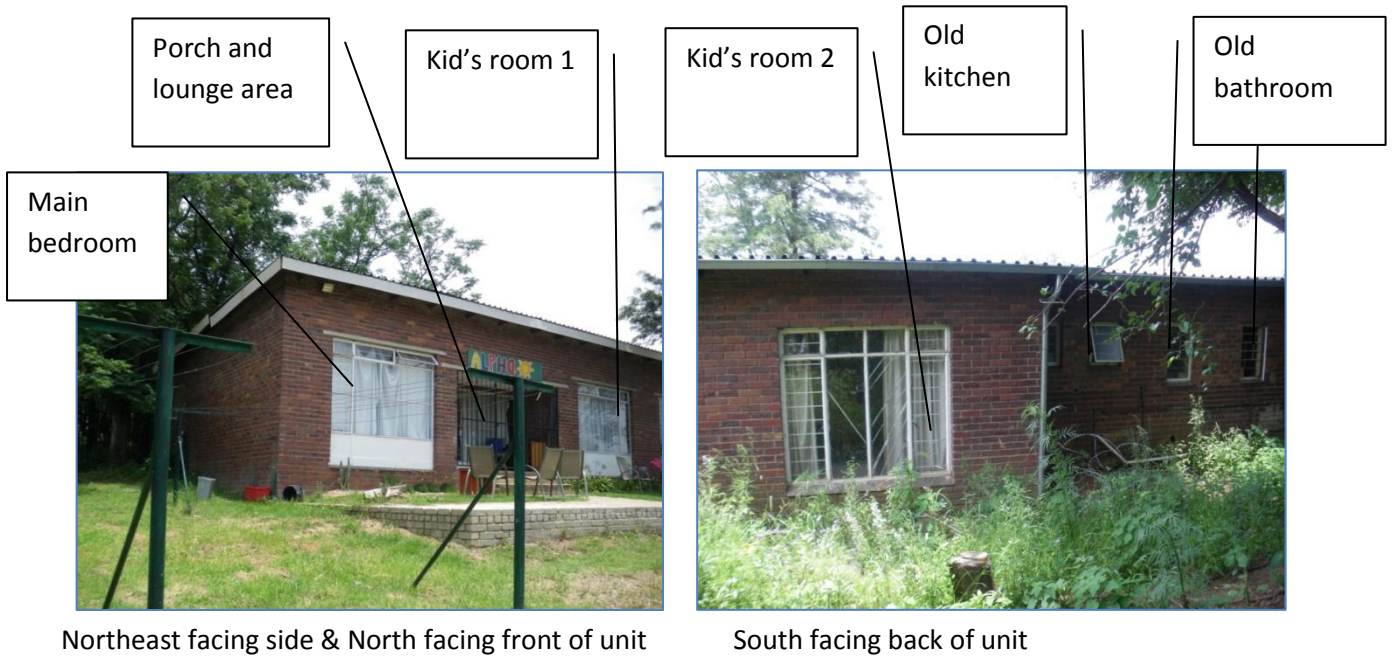 Porch and
lounge area
Kid's room 1
Kid's room 2
Old
kitchen
Old
bathroom
Main
bedroom
ALPHA
Northeast facing side & North facing front of unit
South facing back of unit